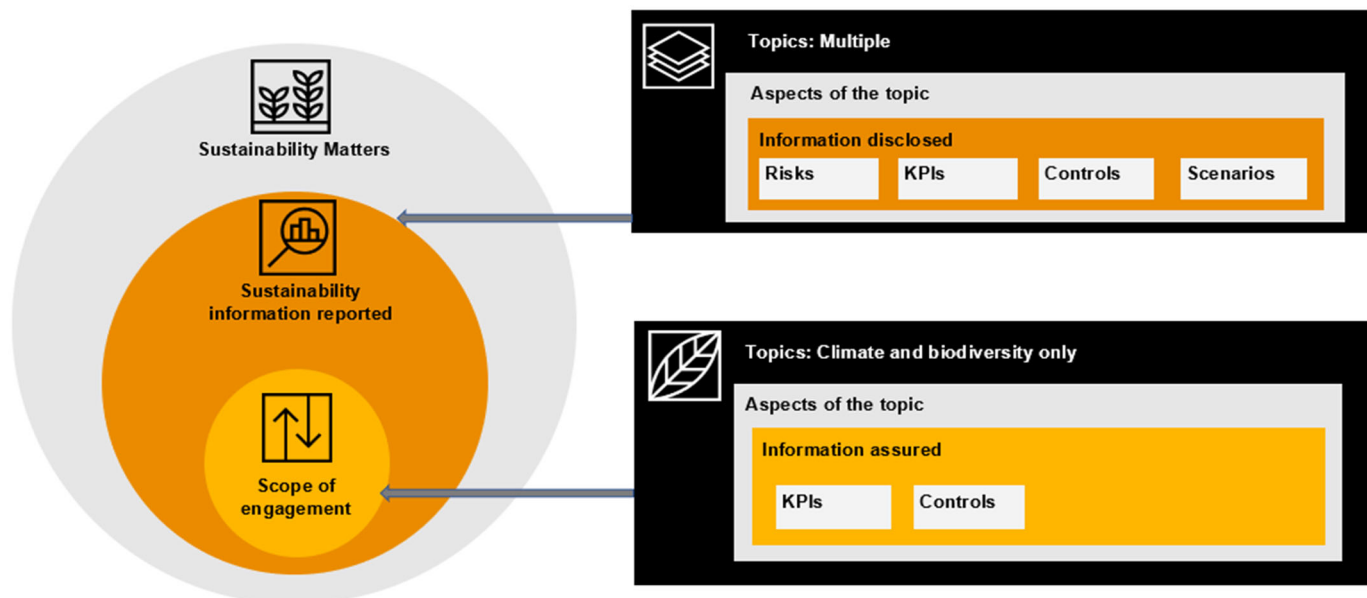 Sustainability Matters
Sustainability
information reported
Scope of
engagement
Topics: Multiple
Aspects of the topic
Information disclosed
Risks
KPIs
Controls
Scenarios
Topics: Climate and biodiversity only
Aspects of the topic
Information assured
KPIs
Controls